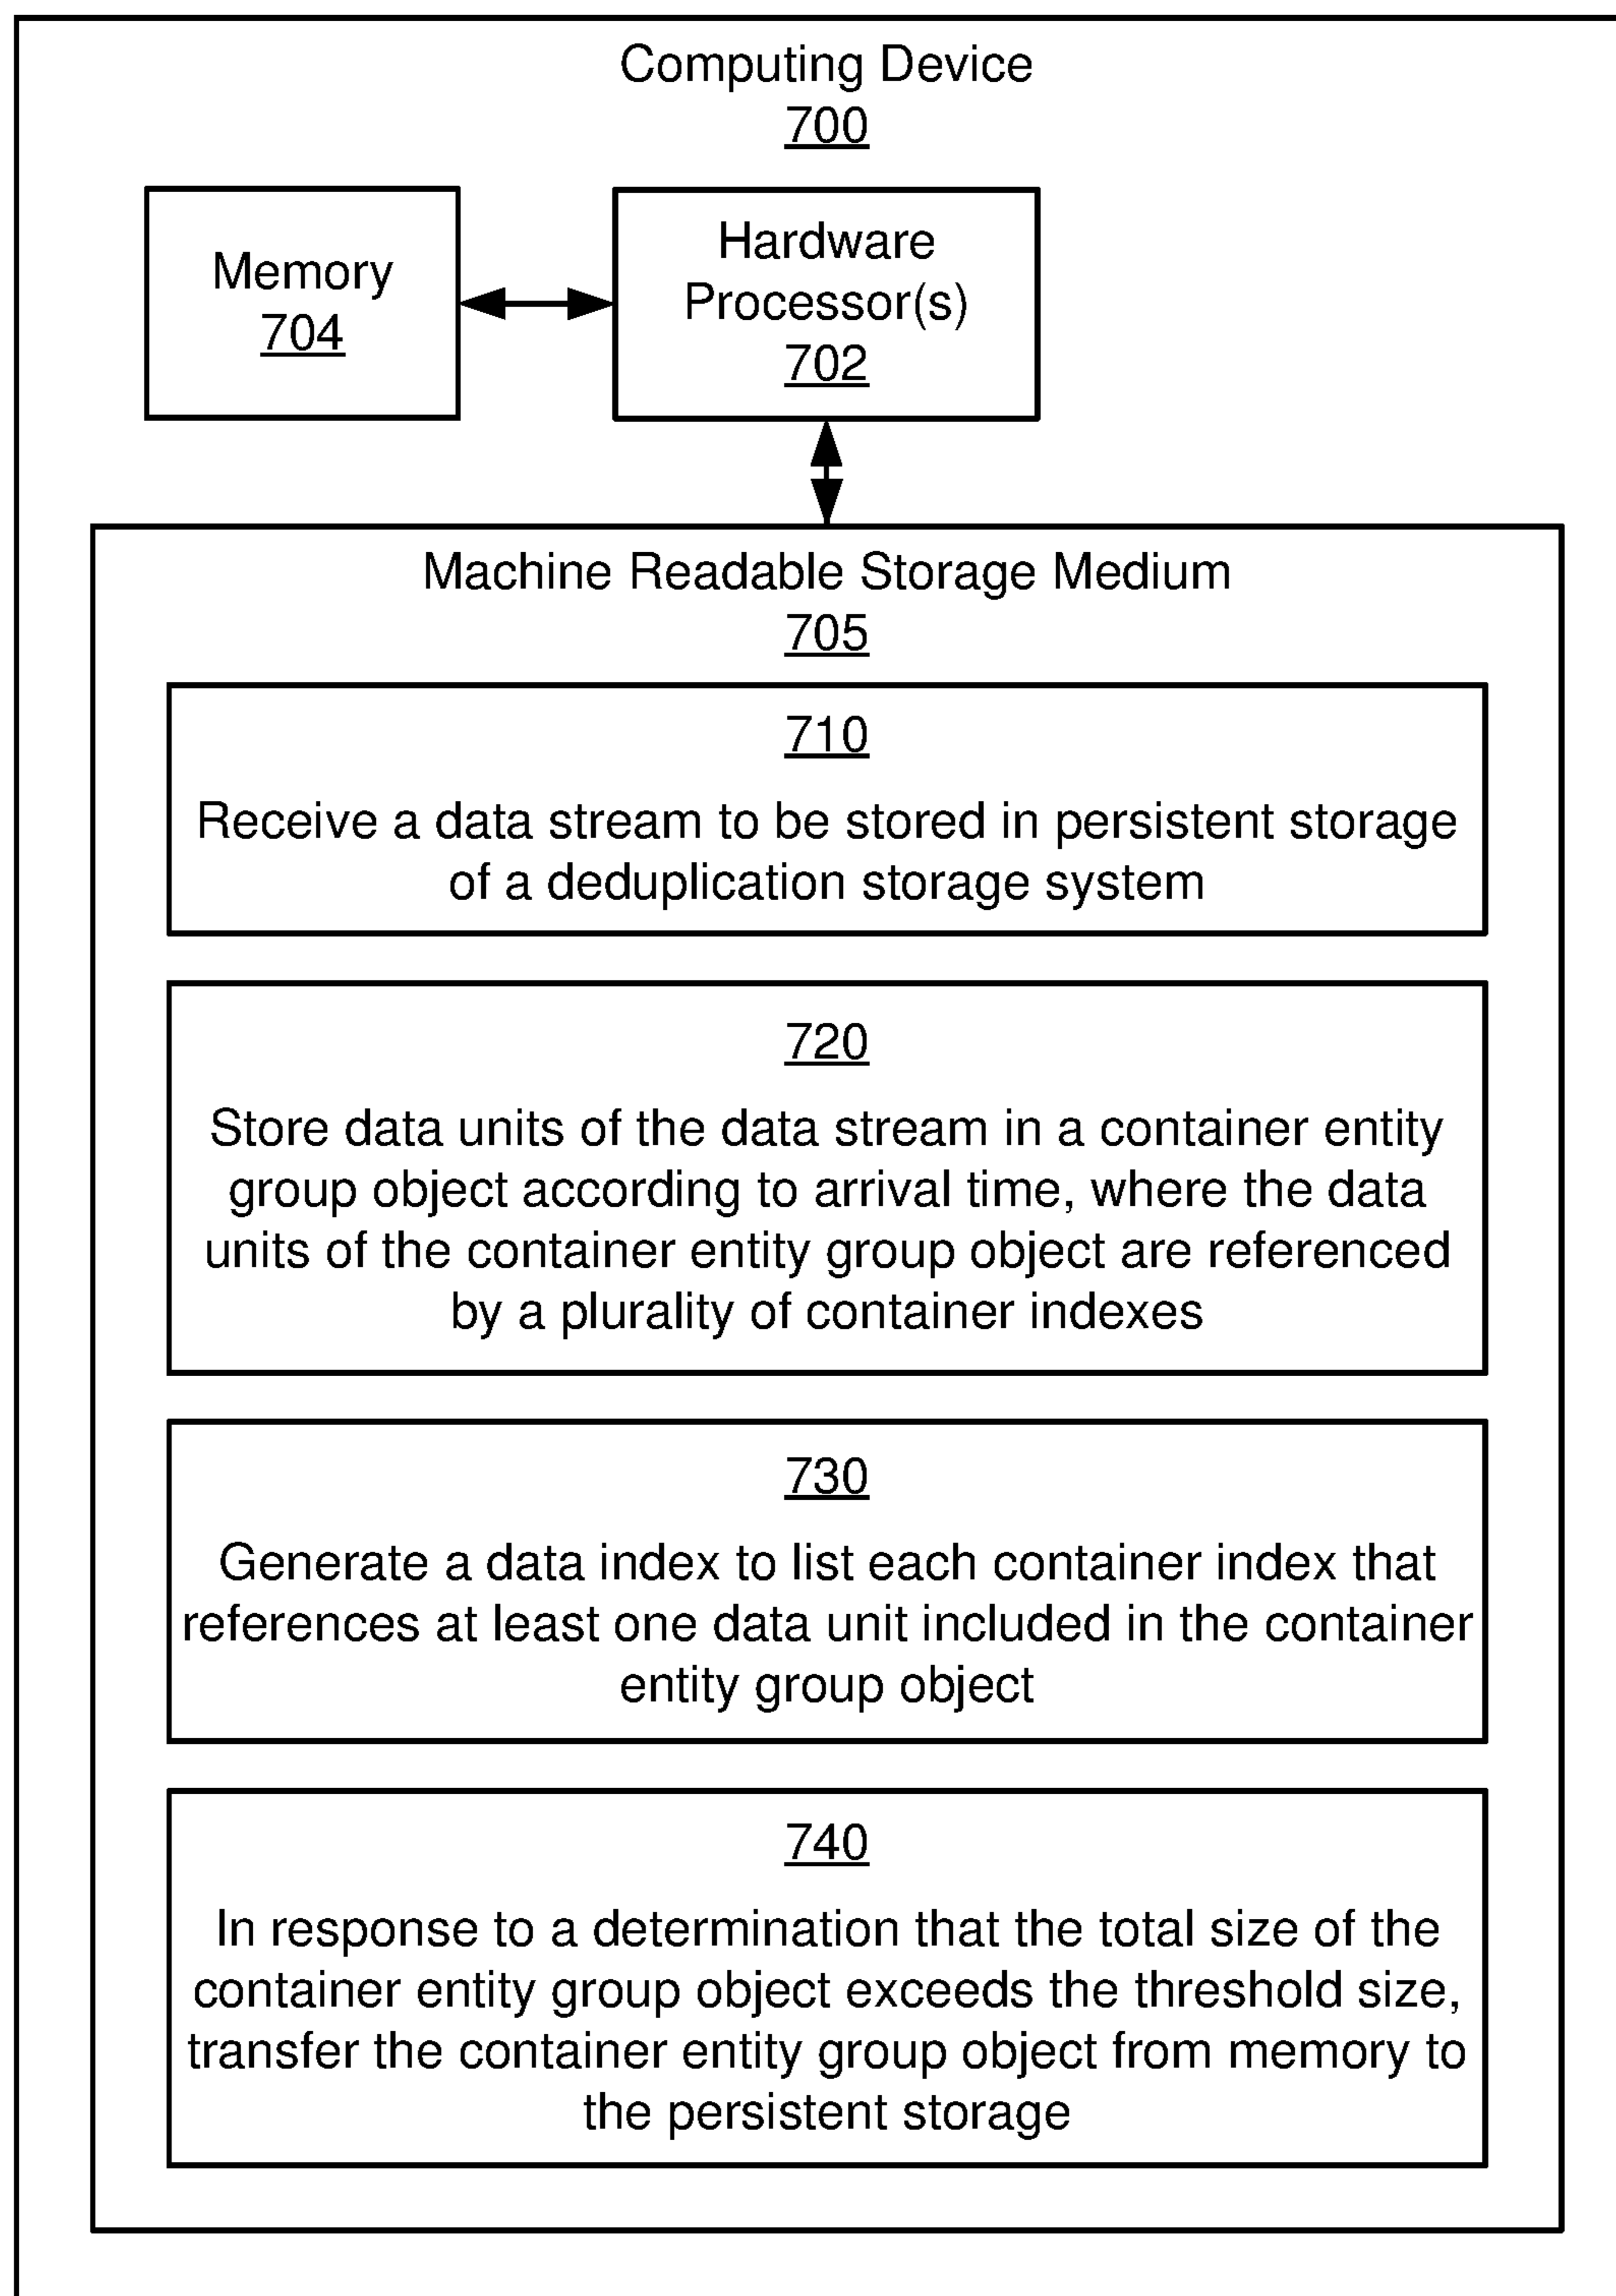 Computing Device
700
Memory
704
Hardware
Processor(s)
702
Machine Readable Storage Medium
705
710
Receive a data stream to be stored in persistent storage
of a deduplication storage system
720
Store data units of the data stream in a container entity
group object according to arrival time, where the data
units of the container entity group object are referenced
by a plurality of container indexes
730
Generate a data index to list each container index that
references at least one data unit included in the container
entity group object
740
In response to a determination that the total size of the
container entity group object exceeds the threshold size,
transfer the container entity group object from memory to
the persistent storage